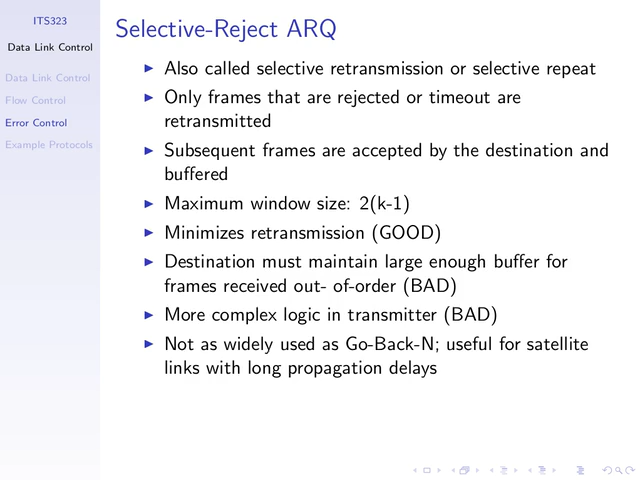 ITS323
Data Link Control
Data Link Control
Flow Control
Error Control
Example Protocols
Selective-Reject ARQ
Also called selective retransmission or selective repeat
Only frames that are rejected or timeout are
retransmitted
Subsequent frames are accepted by the destination and
buffered
Maximum window size: 2(k-1)
Minimizes retransmission (GOOD)
Destination must maintain large enough buffer for
frames received out- of-order (BAD)
More complex logic in transmitter (BAD)
Not as widely used as Go-Back-N; useful for satellite
links with long propagation delays